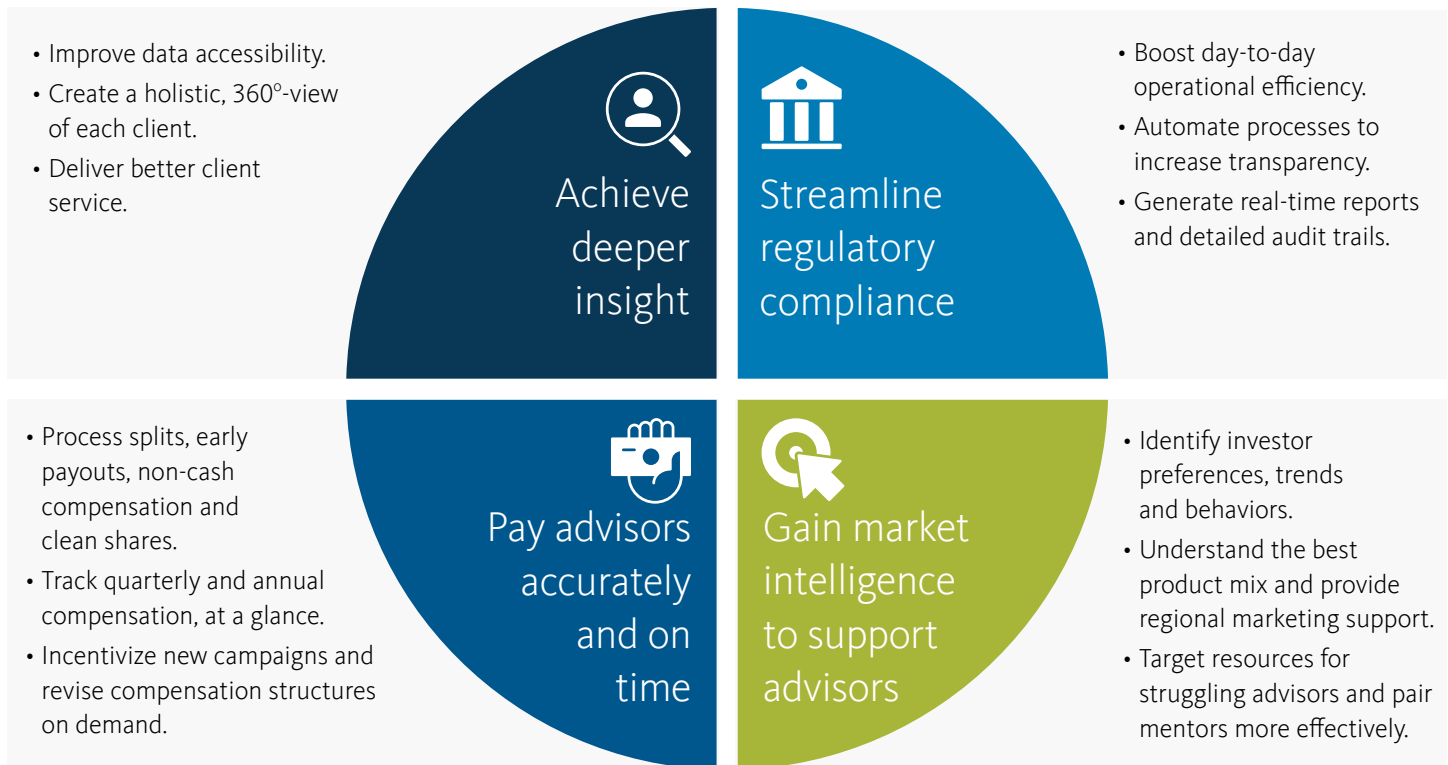 • Improve data accessibility.
• Create a holistic, 360°-view
of each client.
• Deliver better client
service.
Achieve
deeper
insight
Streamline
regulatory
compliance
• Boost day-to-day
operational efficiency.
• Automate processes to
increase transparency.
• Generate real-time reports
and detailed audit trails.
• Process splits, early
payouts, non-cash
compensation and
clean shares.
• Track quarterly and annual
compensation, at a glance.
• Incentivize new campaigns and
revise compensation structures
on demand.
Pay advisors
accurately
and on
time
Gain market
intelligence
to support
advisors
• Identify investor
preferences, trends
and behaviors.
• Understand the best
product mix and provide
regional marketing support.
• Target resources for
struggling advisors and pair
mentors more effectively.